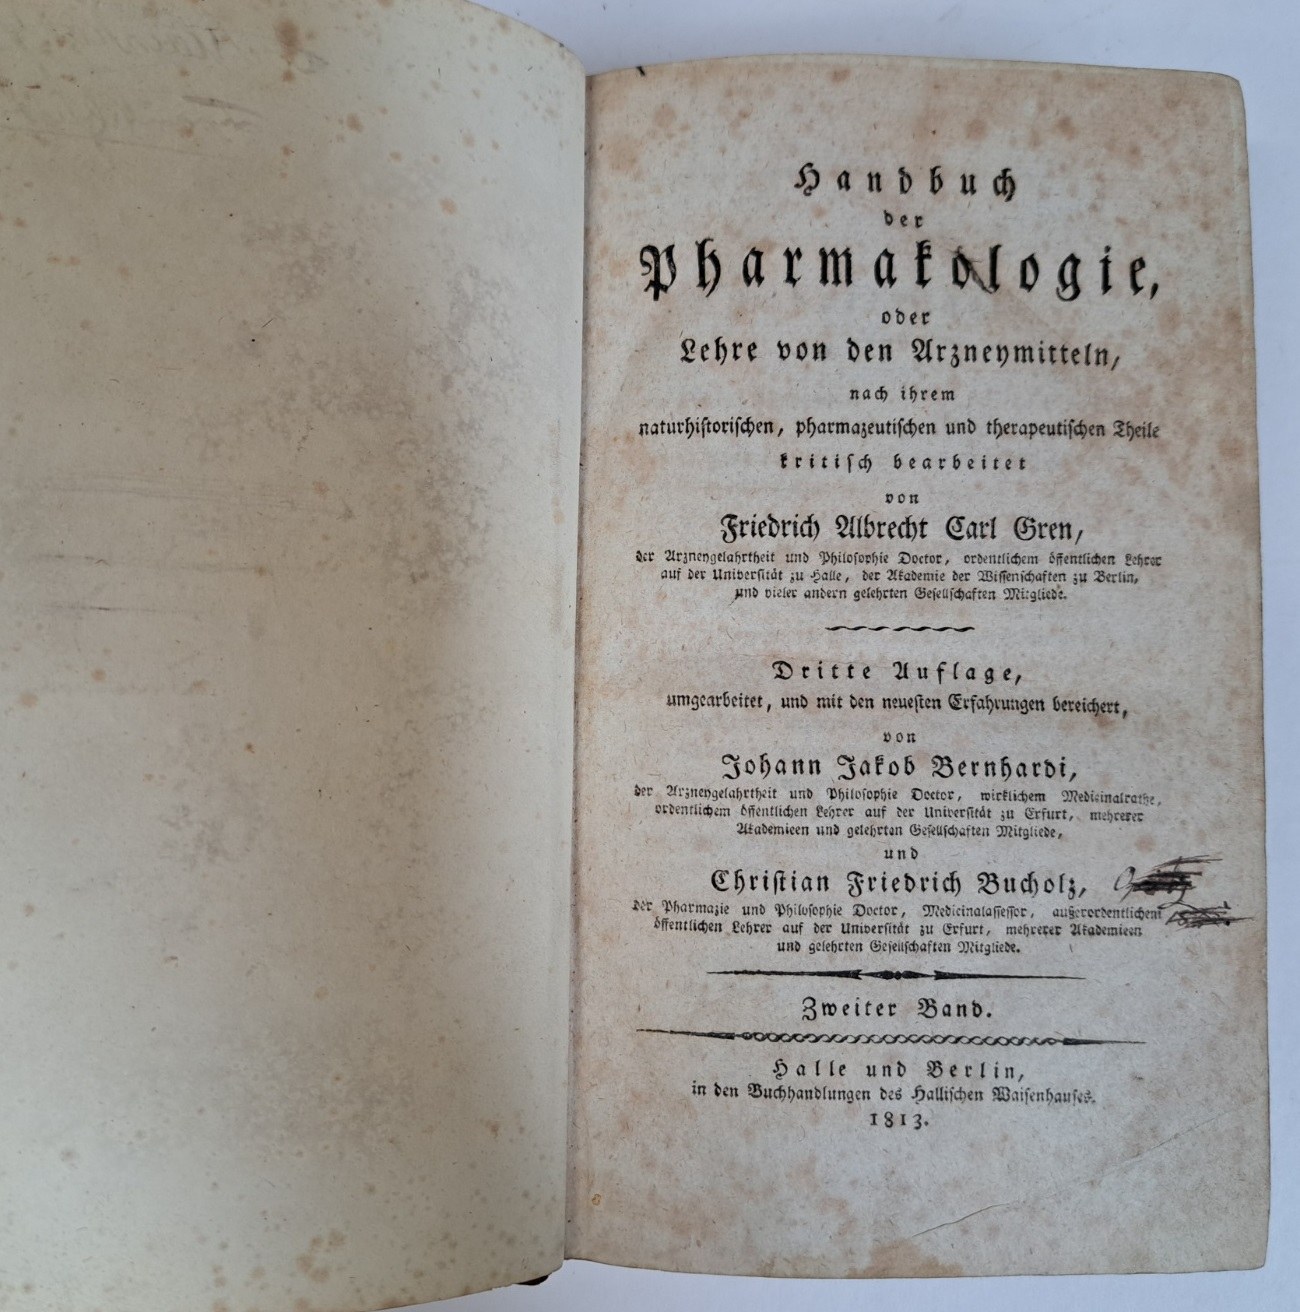 Handbuch
der
Pharmakologie,
oder
Lehre von den Arzneymitteln,
nach ihrem
naturhistorischen, pharmazeutischen und therapeutischen Theile
kritisch bearbeitet
von
Friedrich Albrecht Carl Gren,
der Arzneygelahrtheit und Philosophie Doctor, ordentlichem öffentlichen Lehrer
auf der Universität zu Halle, der Akademie der Wissenschaften zu Berlin,
und vieler andern gelehrten Gesellschaften Mitgliede.
Dritte Auflage,
umgearbeitet, und mit den neuesten Erfahrungen bereichert,
von
Johann Jakob Bernhardi,
der Arzneygelahrtheit und Philosophie Doctor, wirklichem Medicinalrathe,
ordentlichem öffentlichen Lehrer auf der Universität zu Erfurt, mehrerer
Akademieen und gelehrten Gesellschaften Mitgliede,
und
Christian Friedrich Bucholz,
der Pharmazie und Philosophie Doctor, Medicinalassessor, außerordentlichem
öffentlichen Lehrer auf der Universität zu Erfurt, mehrerer Akademieen
und gelehrten Gesellschaften Mitgliede.
Zweiter Band.
Halle und Berlin,
in den Buchhandlungen des Hallischen Waisenhauses.
1813.